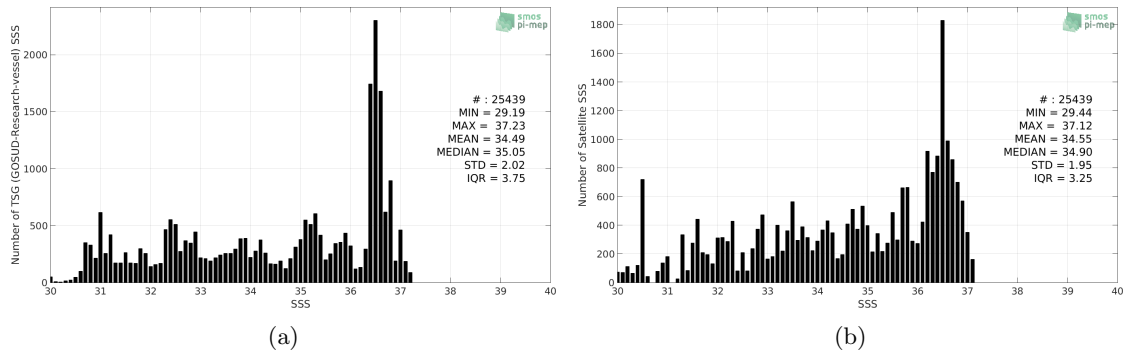 smos
pi-mep
Number of TSG (GOSUD-Research-vessel) SSS
2000
1500
1000
500
0
# : 25439
MIN = 29.19
MAX = 37.23
MEAN = 34.49
MEDIAN = 35.05
STD = 2.02
IQR = 3.75
30 31 32 33 34 35 36 37 38 39 40
SSS
(a)
smos
pi-mep
Number of Satellite SSS
1800
1600
1400
1200
1000
800
600
400
200
0
# : 25439
MIN = 29.44
MAX = 37.12
MEAN = 34.55
MEDIAN = 34.90
STD = 1.95
IQR = 3.25
30 31 32 33 34 35 36 37 38 39 40
SSS
(b)